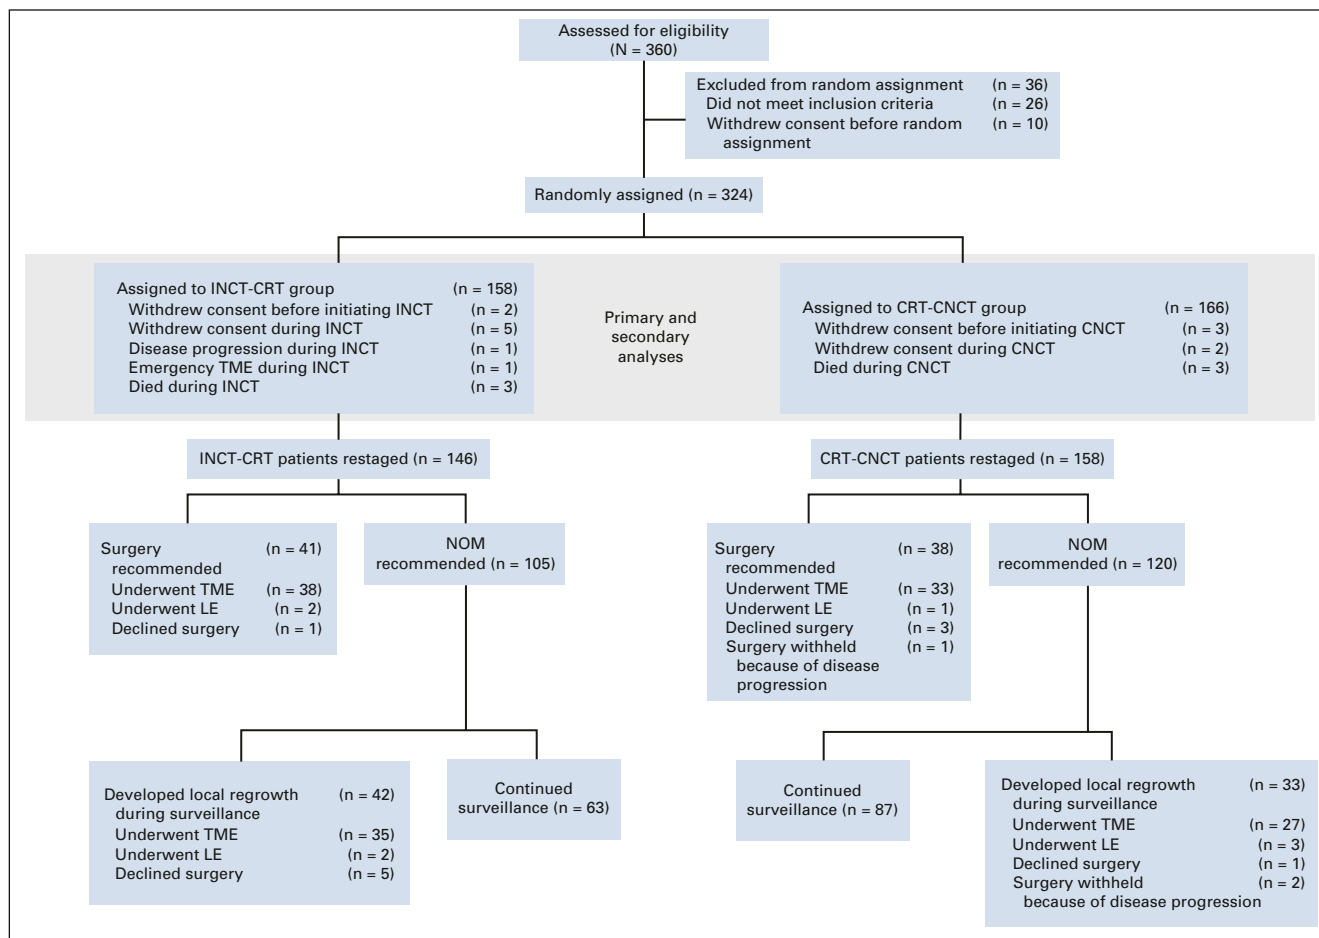 Assessed for eligibility
(N = 360)
Excluded from random assignment (n = 36)
Did not meet inclusion criteria (n = 26)
Withdrew consent before random (n = 10)
assignment
Randomly assigned (n = 324)
Assigned to INCT-CRT group (n = 158)
Withdrew consent before initiating INCT (n = 2)
Withdrew consent during INCT (n = 5)
Disease progression during INCT (n = 1)
Emergency TME during INCT (n = 1)
Died during INCT (n = 3)
Primary and
secondary
analyses
Assigned to CRT-CNCT group (n = 166)
Withdrew consent before initiating CNCT (n = 3)
Withdrew consent during CNCT (n = 2)
Died during CNCT (n = 3)
INCT-CRT patients restaged (n = 146)
CRT-CNCT patients restaged (n = 158)
Surgery (n = 41)
recommended
Underwent TME (n = 38)
Underwent LE (n = 2)
Declined surgery (n = 1)
NOM
recommended (n = 105)
Surgery (n = 38)
recommended
Underwent TME (n = 33)
Underwent LE (n = 1)
Declined surgery (n = 3)
Surgery withheld (n = 1)
because of disease
progression
NOM
recommended (n = 120)
Developed local regrowth (n = 42)
during surveillance
Underwent TME (n = 35)
Underwent LE (n = 2)
Declined surgery (n = 5)
Continued
surveillance (n = 63)
Continued
surveillance (n = 87)
Developed local regrowth (n = 33)
during surveillance
Underwent TME (n = 27)
Underwent LE (n = 3)
Declined surgery (n = 1)
Surgery withheld (n = 2)
because of disease progression